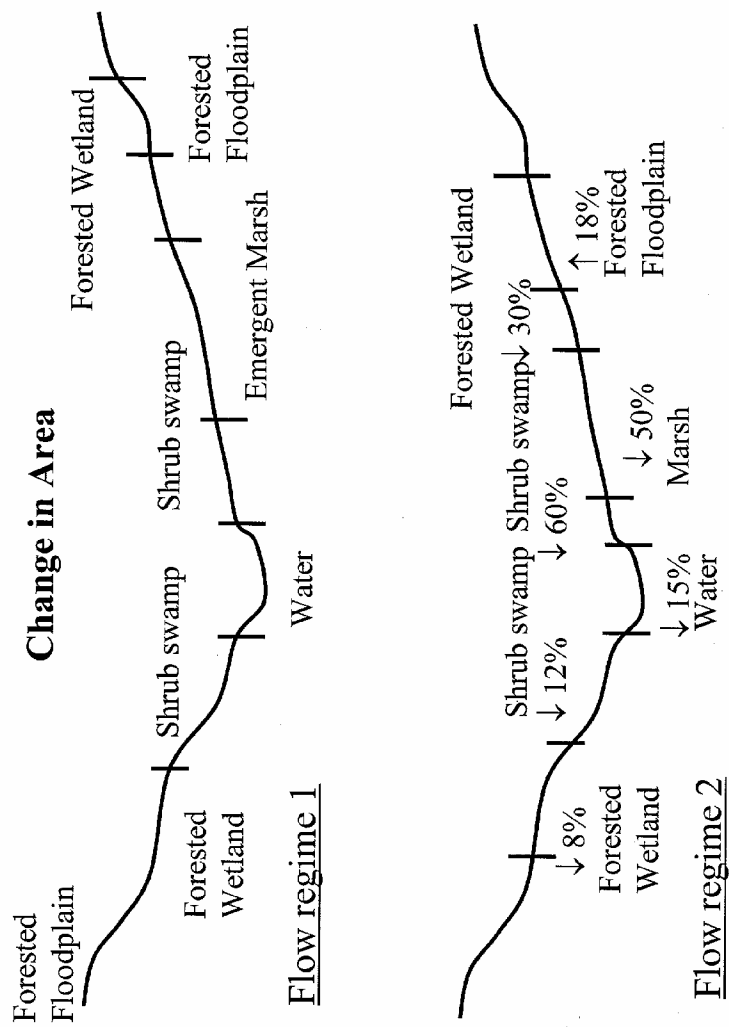 Change in Area
Forested
Floodplain
Forested Wetland
Shrub swamp
Shrub swamp
Forested
Wetland
Forested
Floodplain
Emergent Marsh
Water
Flow regime 1
Forested Wetland
Shrub swamp
↓ 12%
Shrub swamp
↓ 60%
↓ 30%
↓ 8%
Forested
Wetland
↑ 18%
Forested
Floodplain
↓ 50%
Marsh
↓ 15%
Water
Flow regime 2